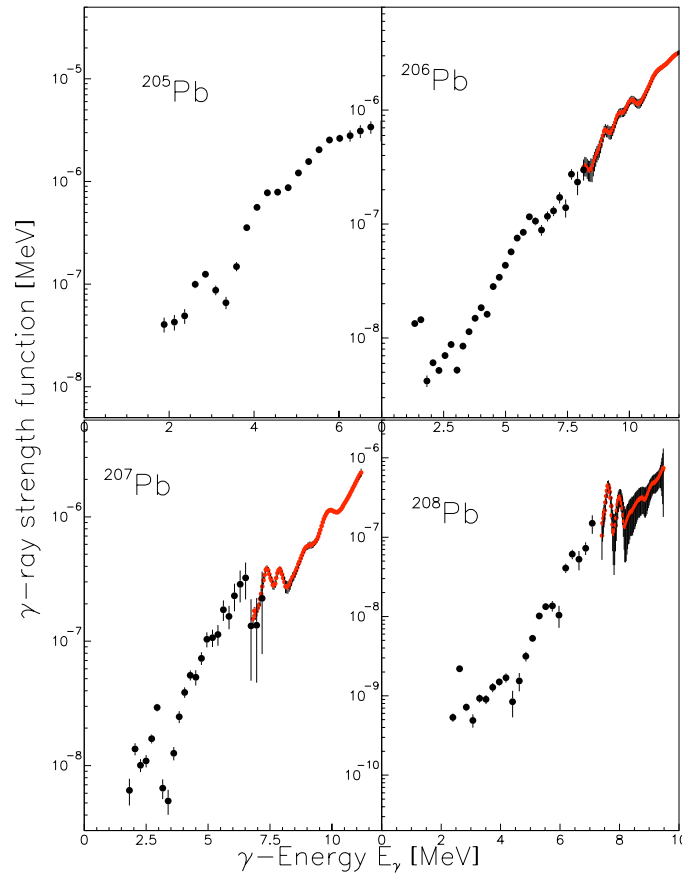 ²⁰⁵Pb
10⁻⁵
10⁻⁶
10⁻⁷
10⁻⁸
0 2 4 6
²⁰⁶Pb
10⁻⁶
10⁻⁷
10⁻⁸
0 2.5 5 7.5 10
²⁰⁷Pb
10⁻⁶
10⁻⁷
10⁻⁸
0 2.5 5 7.5 10
²⁰⁸Pb
10⁻⁶
10⁻⁷
10⁻⁸
10⁻⁹
10⁻¹⁰
0 2 4 6 8 10
γ-ray strength function [MeV]
γ-Energy E_γ [MeV]